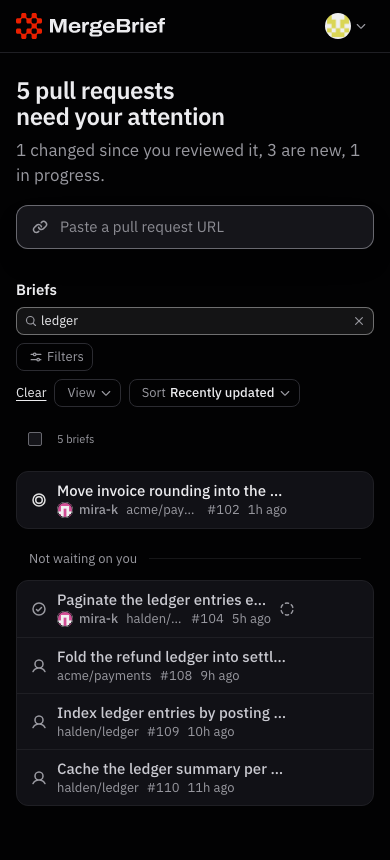 MergeBrief
5 pull requests
need your attention
1 changed since you reviewed it, 3 are new, 1
in progress.
Paste a pull request URL
Briefs
ledger
Filters
Clear View Sort Recently updated
5 briefs
Move invoice rounding into the ...
mira-k acme/pay... #102 1h ago
Not waiting on you
Paginate the ledger entries e...
mira-k halden/... #104 5h ago
Fold the refund ledger into settl...
acme/payments #108 9h ago
Index ledger entries by posting ...
halden/ledger #109 10h ago
Cache the ledger summary per ...
halden/ledger #110 11h ago